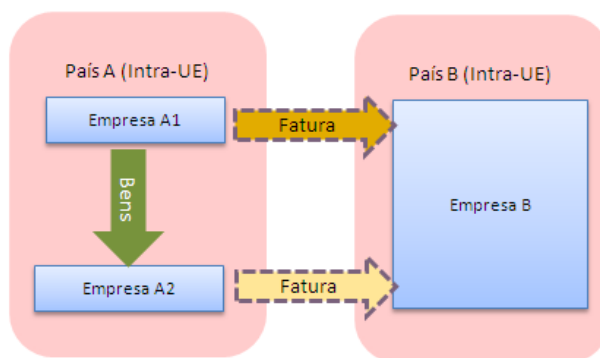 País A (Intra-UE)
Empresa A1
Bens
Empresa A2
Fatura
Fatura
País B (Intra-UE)
Empresa B